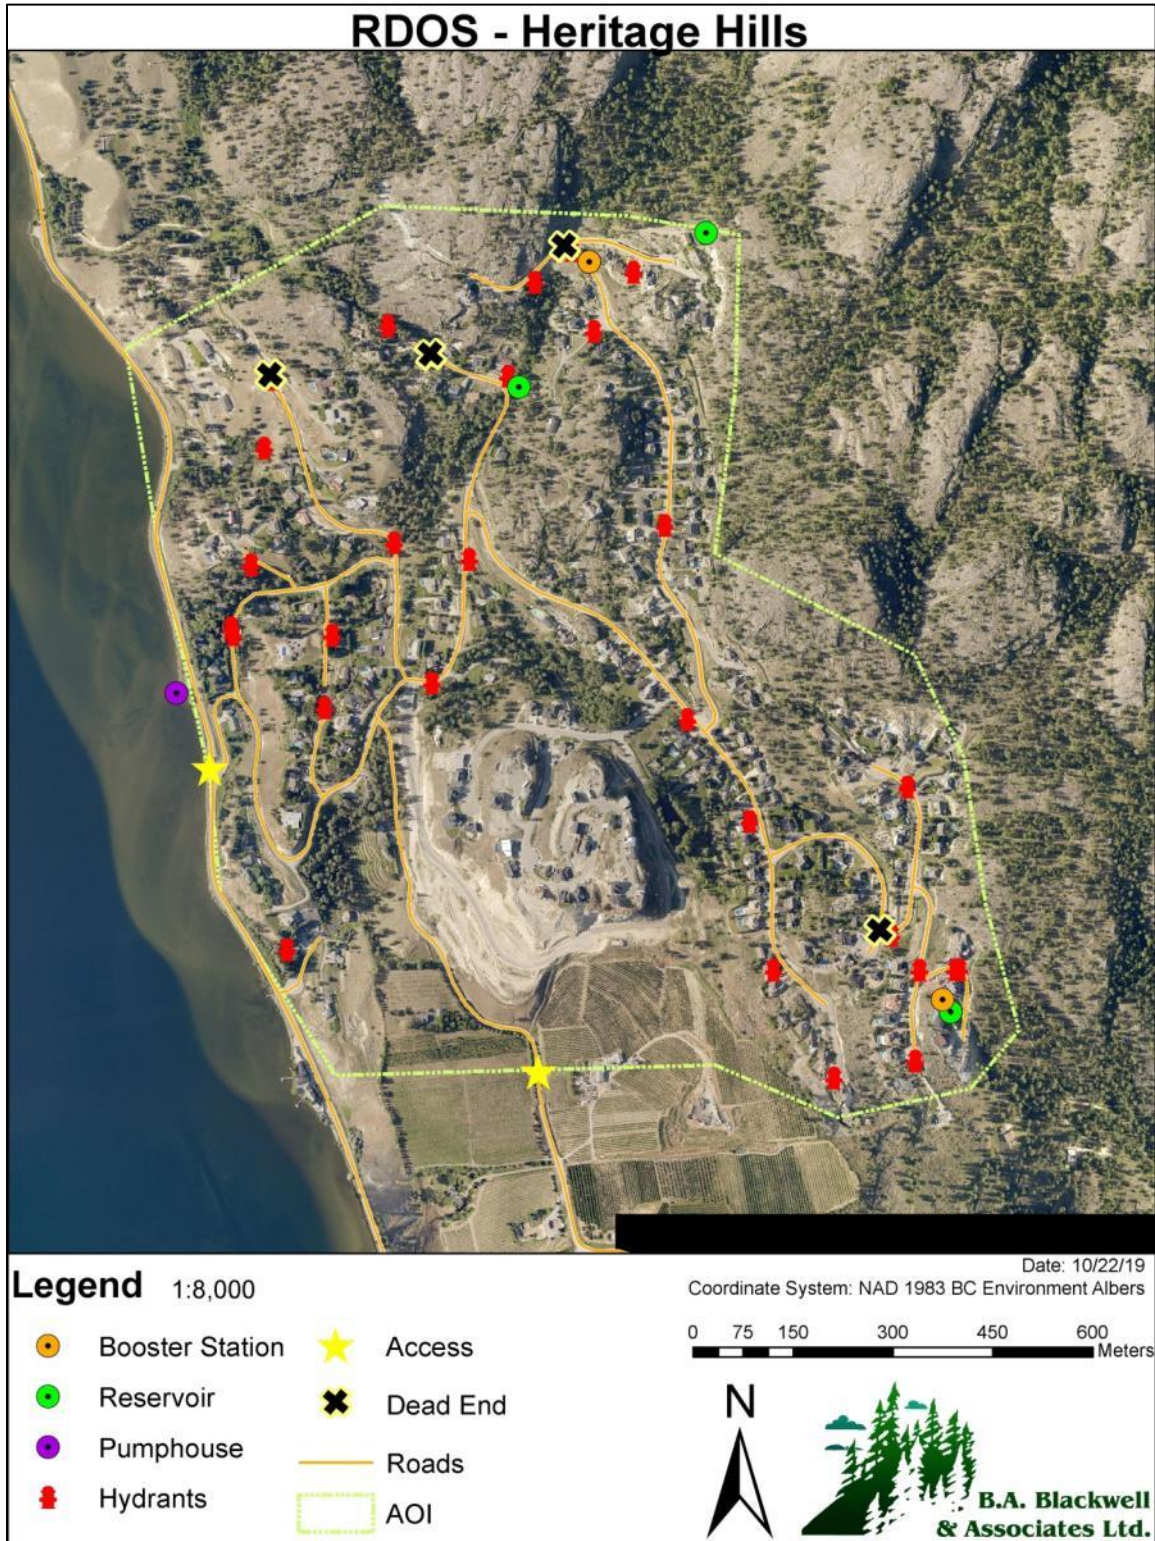 RDOS - Heritage Hills
Legend 1:8,000
Date: 10/22/19
Coordinate System: NAD 1983 BC Environment Albers
Booster Station
Reservoir
Pumphouse
Hydrants
Access
Dead End
Roads
AOI
0 75 150 300 450 600
Meters
N
B.A. Blackwell
& Associates Ltd.